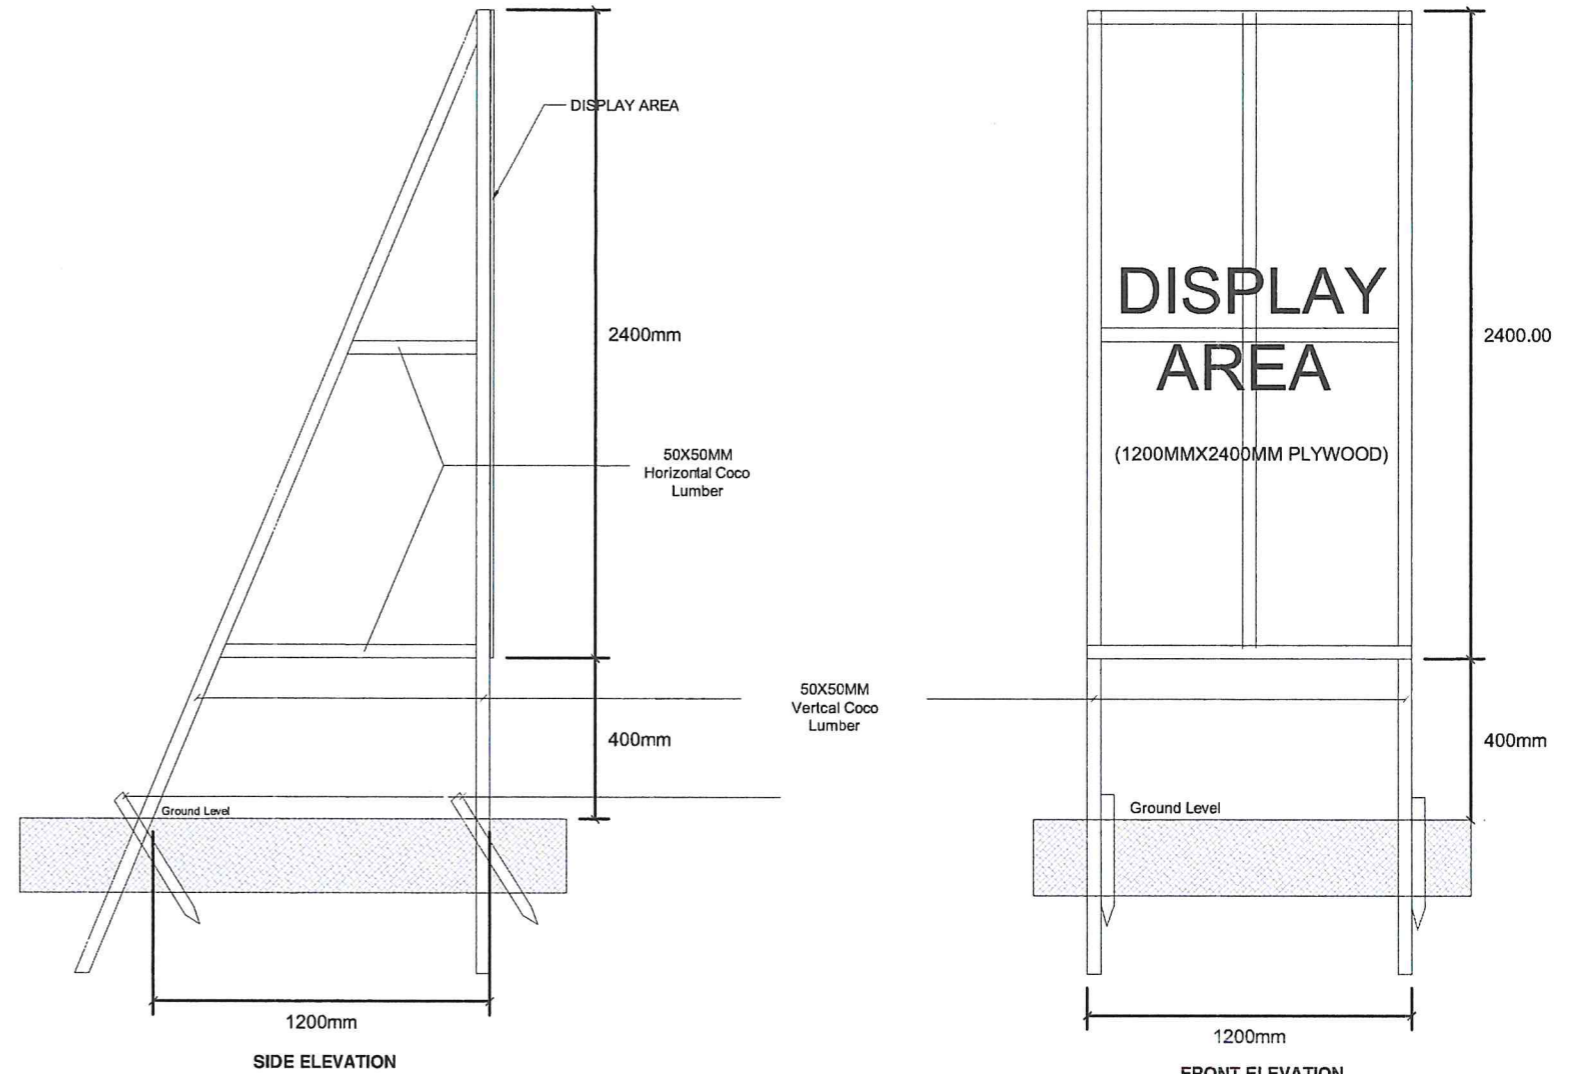 DISPLAY AREA
2400mm
50X50MM
Horizontal Coco
Lumber
50X50MM
Vertcal Coco
Lumber
400mm
Ground Level
1200mm
SIDE ELEVATION
DISPLAY
AREA
(1200MMX2400MM PLYWOOD)
2400.00
400mm
Ground Level
1200mm
FRONT ELEVATION